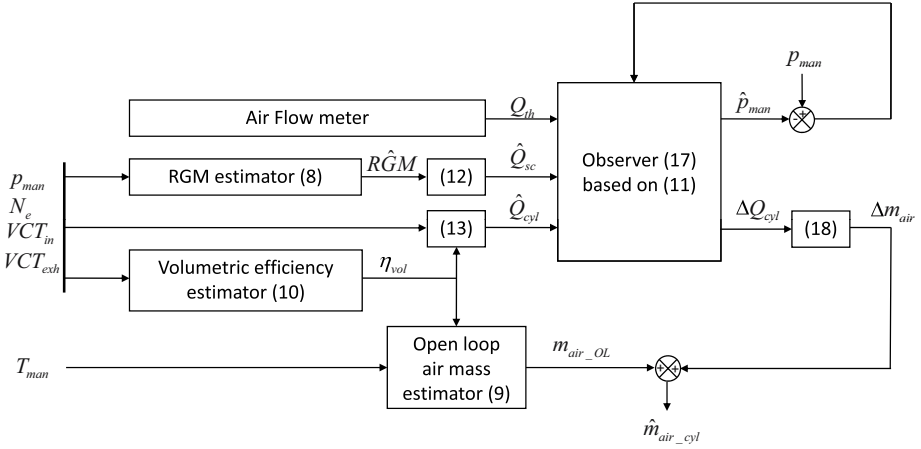 p_man
Air Flow meter
Q_th
p̂_man
- +
p_man
RGM estimator (8)
RĜM
(12)
Q̂_sc
Observer (17)
based on (11)
N_e
VCT_in
(13)
Q̂_cyl
ΔQ_cyl
(18)
Δm_air
VCT_exh
Volumetric efficiency
estimator (10)
η_vol
Open loop
air mass
estimator (9)
T_man
m_air_OL
+ +
m̂_air_cyl